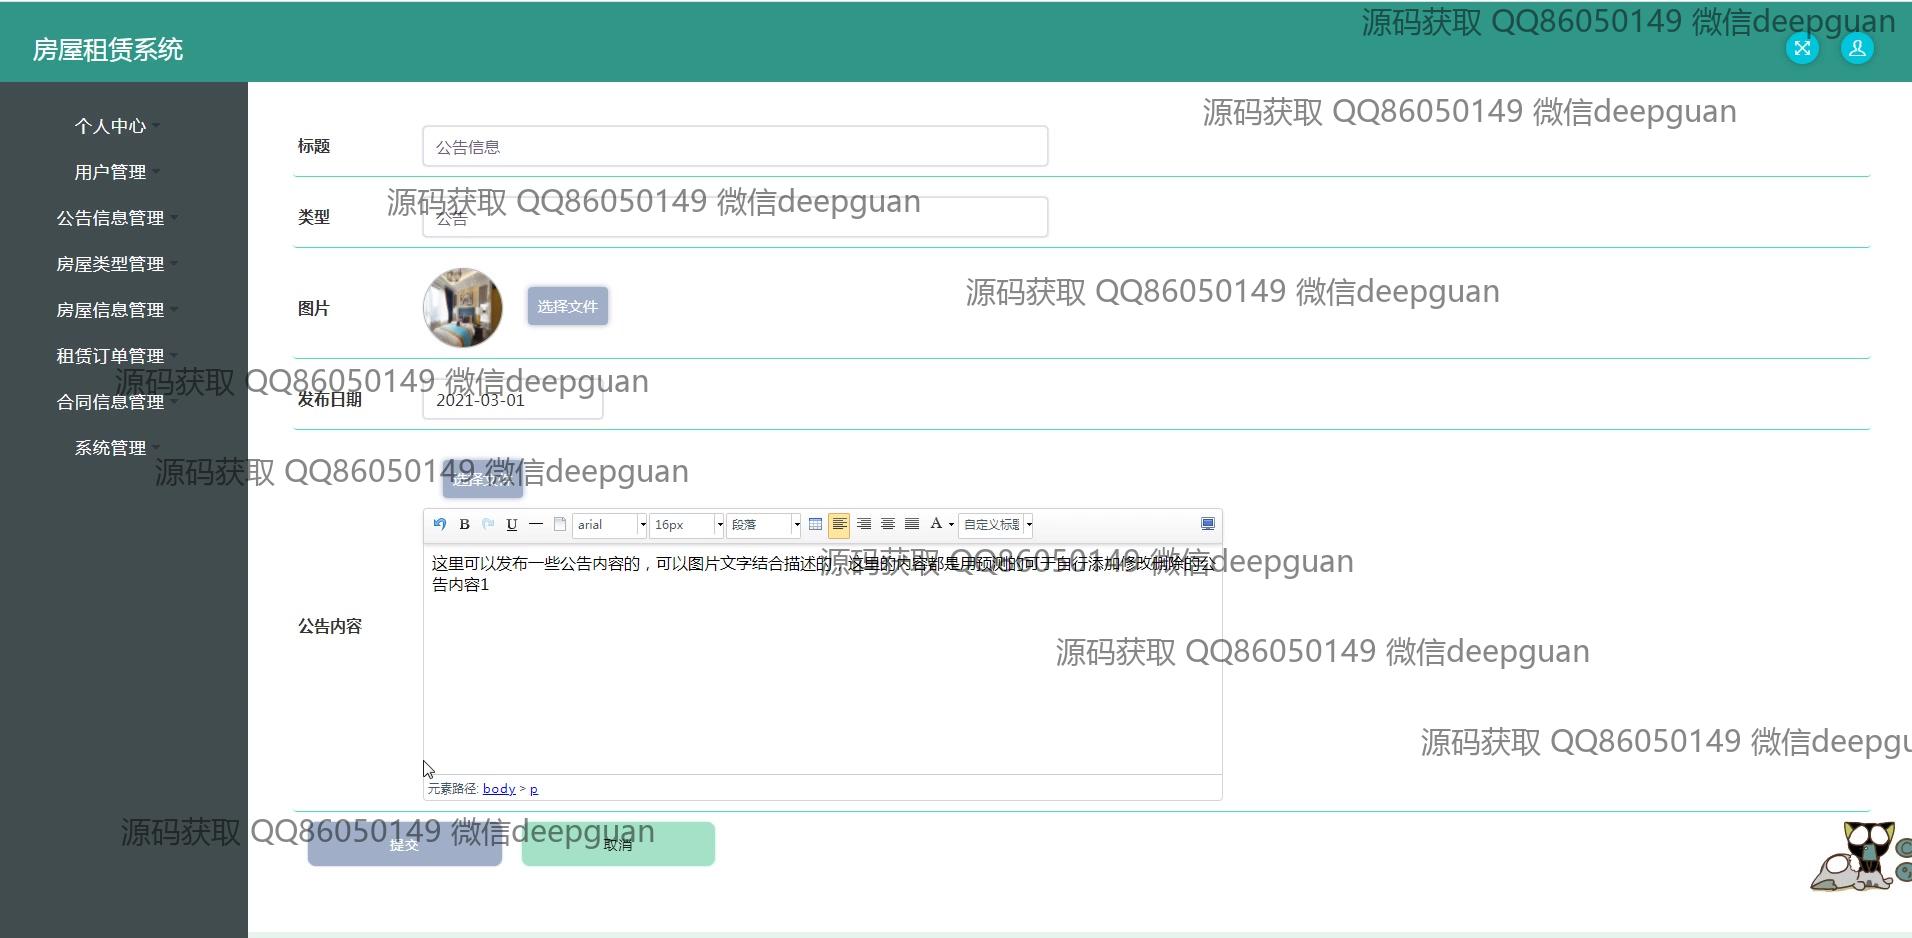 源码获取 QQ86050149 微信deepguan
房屋租赁系统
源码获取 QQ86050149 微信deepguan
个人中心
用户管理
公告信息管理
房屋类型管理
房屋信息管理
租赁订单管理
合同信息管理
系统管理
标题 公告信息
源码获取 QQ86050149 微信deepguan
类型 公告
源码获取 QQ86050149 微信deepguan
图片 选择文件
源码获取 QQ86050149 微信deepguan
发布日期 2021-03-01
源码获取 QQ86050149 微信deepguan
选择文件
B U arial 16px 段落 A 自定义标题
源码获取 QQ86050149 微信deepguan
这里可以发布一些公告内容的，可以图片文字结合描述的，这里的内容都是用预测的可于自行添加修改删除的公
告内容1
公告内容
源码获取 QQ86050149 微信deepguan
源码获取 QQ86050149 微信deepgu
元素路径: body > p
源码获取 QQ86050149 微信deepguan
提交 取消